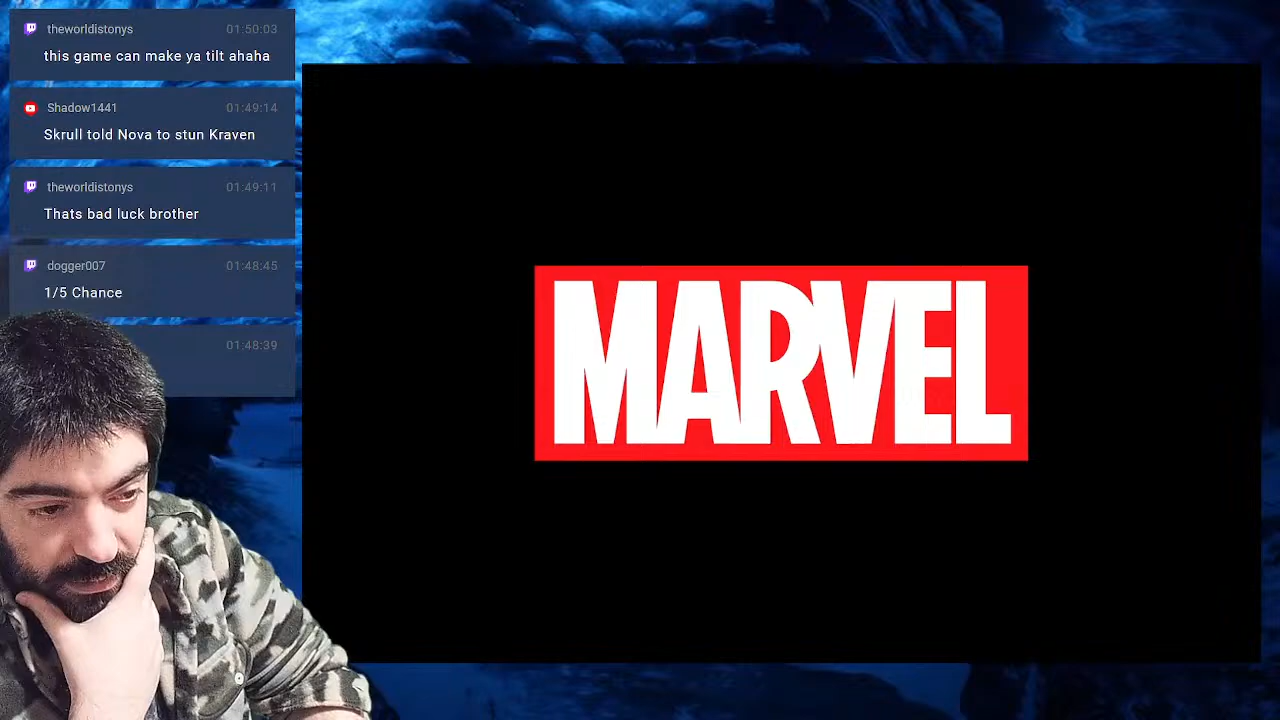 theworldistonys 01:50:03
this game can make ya tilt ahaha
Shadow1441 01:49:14
Skrull told Nova to stun Kraven
theworldistonys 01:49:11
Thats bad luck brother
dogger007 01:48:45
1/5 Chance
01:48:39
MARVEL